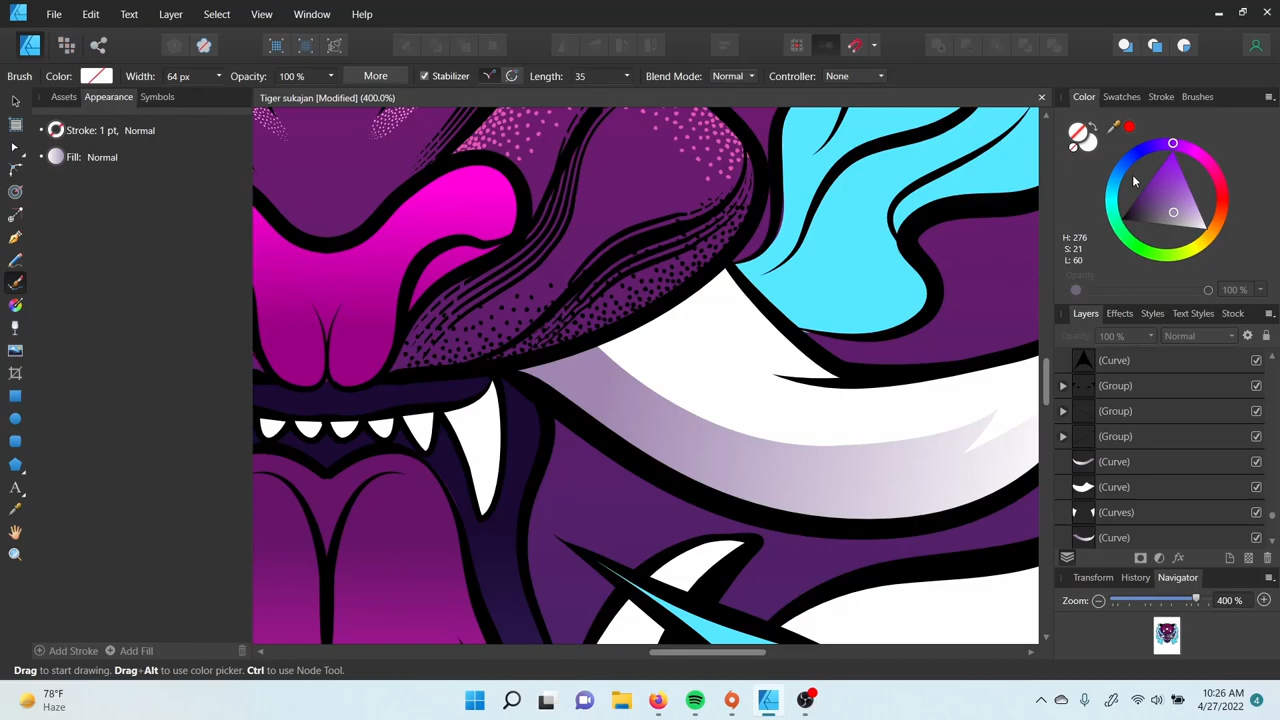 File Edit Text Layer Select View Window Help
Brush Color: Width: 64 px Opacity: 100 % More Stabilizer Length: 35 Blend Mode: Normal Controller: None
Assets Appearance Symbols
Tiger sukajan [Modified] (400.0%)
Color Swatches Stroke Brushes
Stroke: 1 pt, Normal
Fill: Normal
H: 276
S: 21
L: 60
Opacity
100 %
Layers Effects Styles Text Styles Stock
Opacity: 100 % Normal
(Curve)
(Group)
(Group)
(Group)
(Curve)
(Curve)
(Curves)
(Curve)
Transform History Navigator
Zoom: 400 %
Add Stroke Add Fill
Drag to start drawing. Drag+Alt to use color picker. Ctrl to use Node Tool.
78°F
Haze
10:26 AM
4/27/2022
4